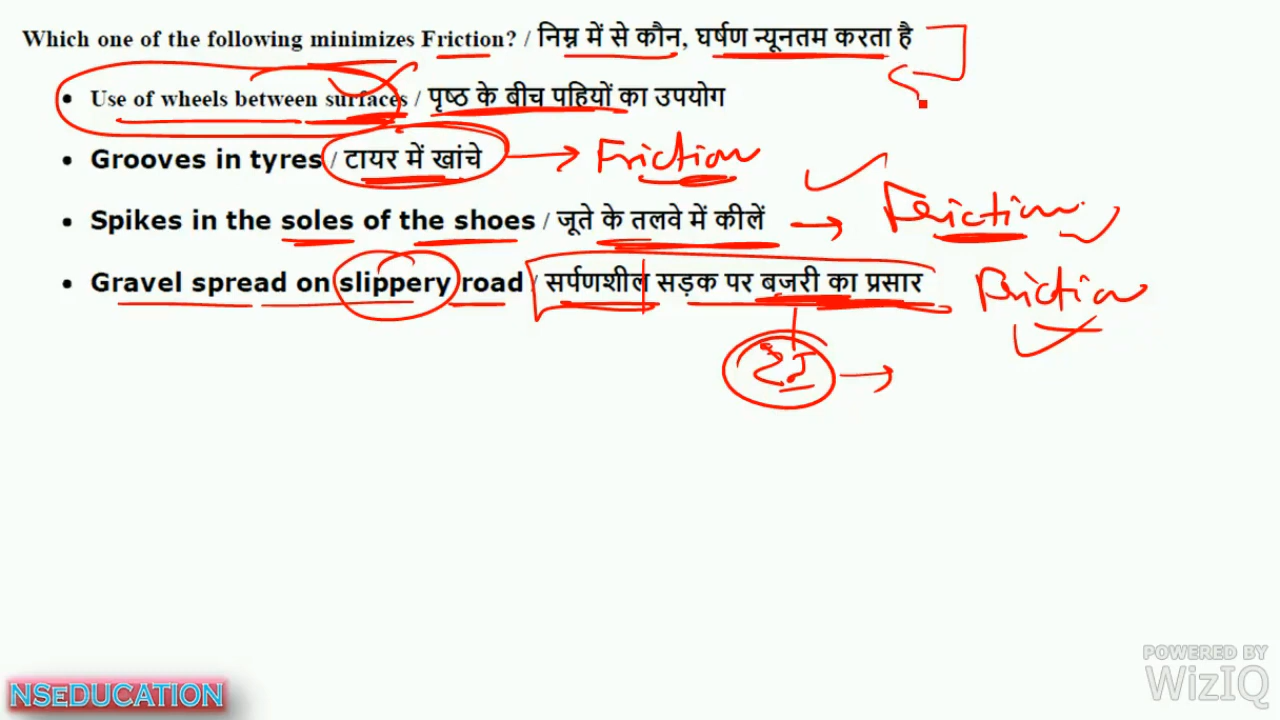 Which one of the following minimizes Friction? / निम्न में से कौन, घर्षण न्यूनतम करता है
• Use of wheels between surfaces / पृष्ठ के बीच पहियों का उपयोग
• Grooves in tyres / टायर में खांचे Friction
• Spikes in the soles of the shoes / जूते के तलवे में कीलें Friction
• Gravel spread on slippery road / सर्पणशील सड़क पर बजरी का प्रसार Friction
NSEDUCATION
POWERED BY
WizIQ